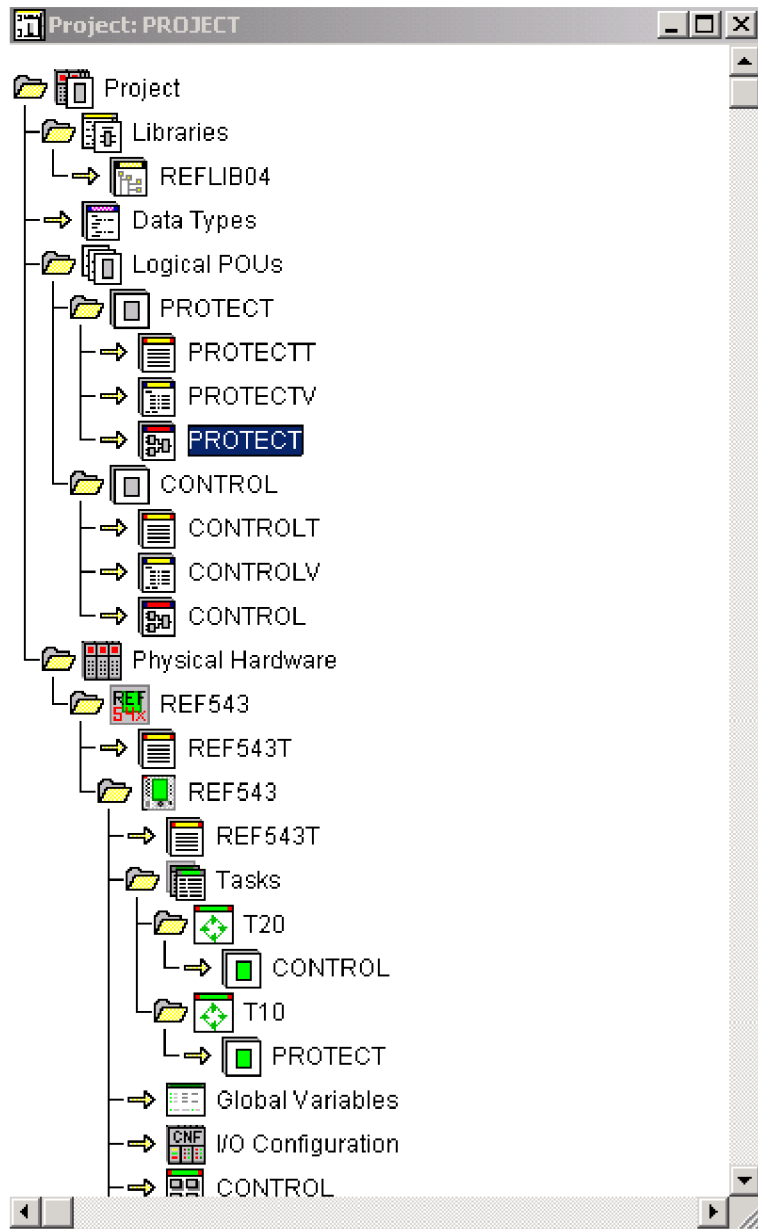 Project: PROJECT
Project
Libraries
REFLIB04
Data Types
Logical POUs
PROTECT
PROTECTT
PROTECTV
PROTECT
CONTROL
CONTROLT
CONTROLV
CONTROL
Physical Hardware
REF 54x REF543
REF543T
REF543
REF543T
Tasks
T20
CONTROL
T10
PROTECT
Global Variables
CNF I/O Configuration
CONTROL